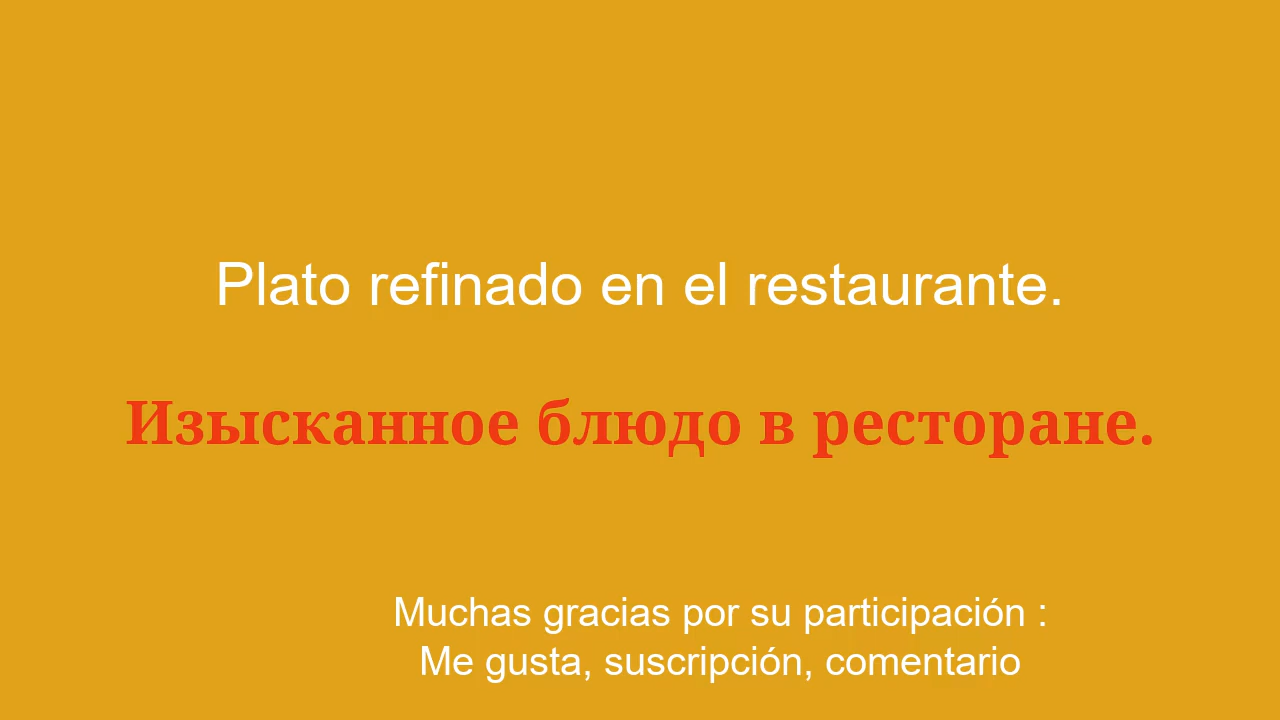 Plato refinado en el restaurante.
Изысканное блюдо в ресторане.
Muchas gracias por su participación :
Me gusta, suscripción, comentario